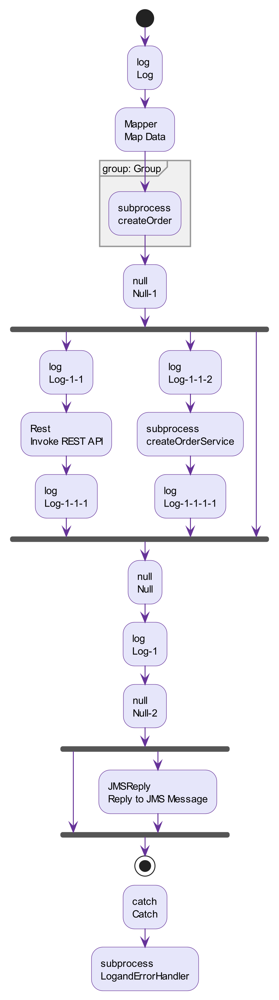 log
Log
Mapper
Map Data
group: Group
subprocess
createOrder
null
Null-1
log
Log-1-1
log
Log-1-1-2
Rest
Invoke REST API
subprocess
createOrderService
log
Log-1-1-1
log
Log-1-1-1-1
null
Null
log
Log-1
null
Null-2
JMSReply
Reply to JMS Message
catch
Catch
subprocess
LogandErrorHandler